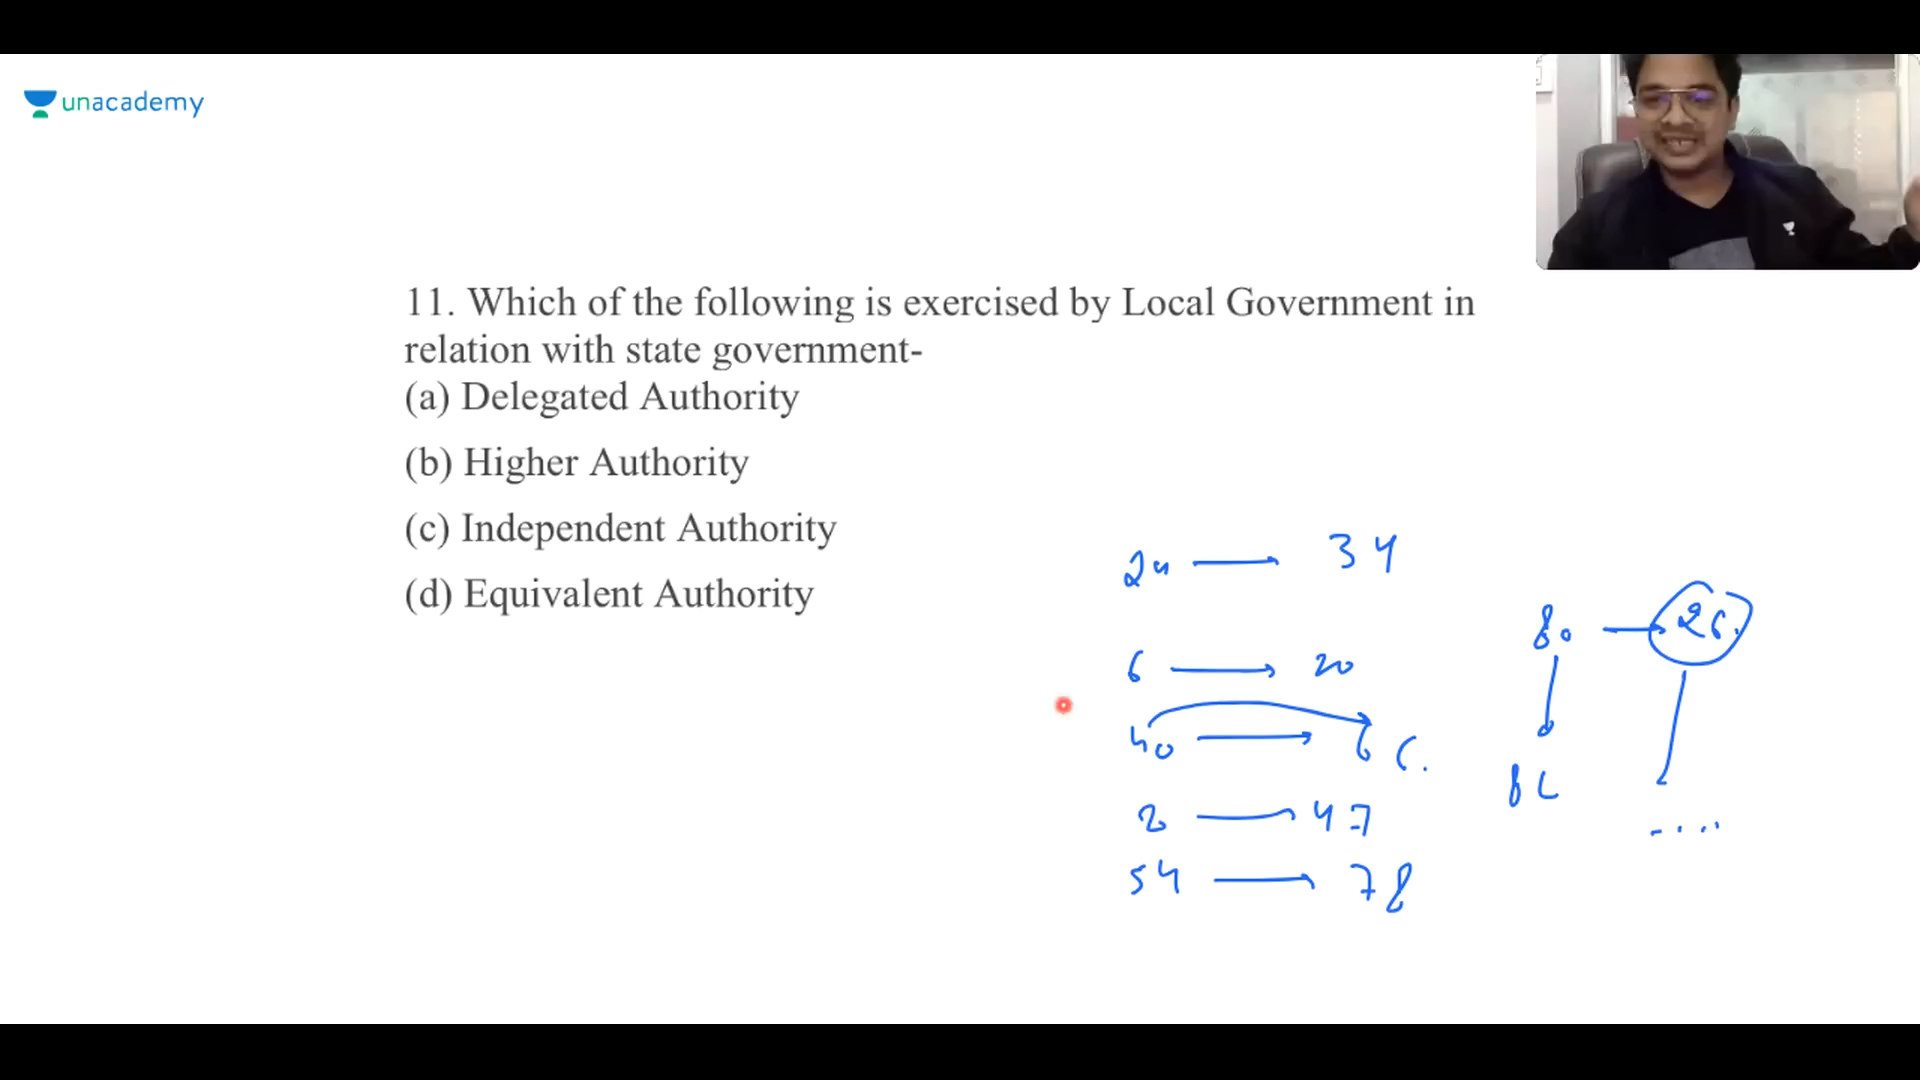 unacademy
11. Which of the following is exercised by Local Government in
relation with state government-
(a) Delegated Authority
(b) Higher Authority
(c) Independent Authority
(d) Equivalent Authority
24 → 34
6 → 20
40 → 6
2 — 47
54 — 78
80 → 26.